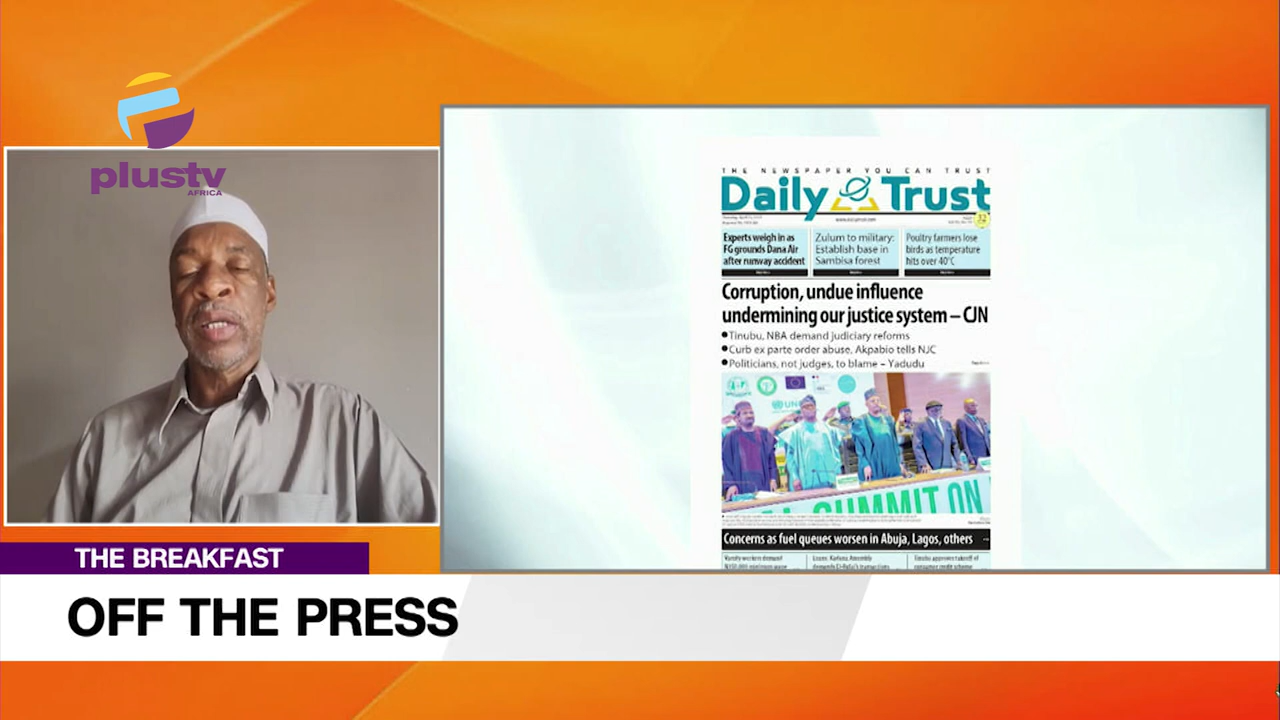 plustv
AFRICA
THE NEWSPAPER YOU CAN TRUST
Daily Trust
Experts weigh in as
FG grounds Dana Air
after runway accident
Zulum to military:
Establish base in
Sambisa forest
Poultry farmers lose
birds as temperature
hits over 40°C
Corruption, undue influence
undermining our justice system – CJN
Tinubu, NBA demand judiciary reforms
Curb ex parte order abuse, Akpabio tells NJC
Politicians, not judges, to blame – Yadudu
SUMMIT ON
Concerns as fuel queues worsen in Abuja, Lagos, others
THE BREAKFAST
OFF THE PRESS